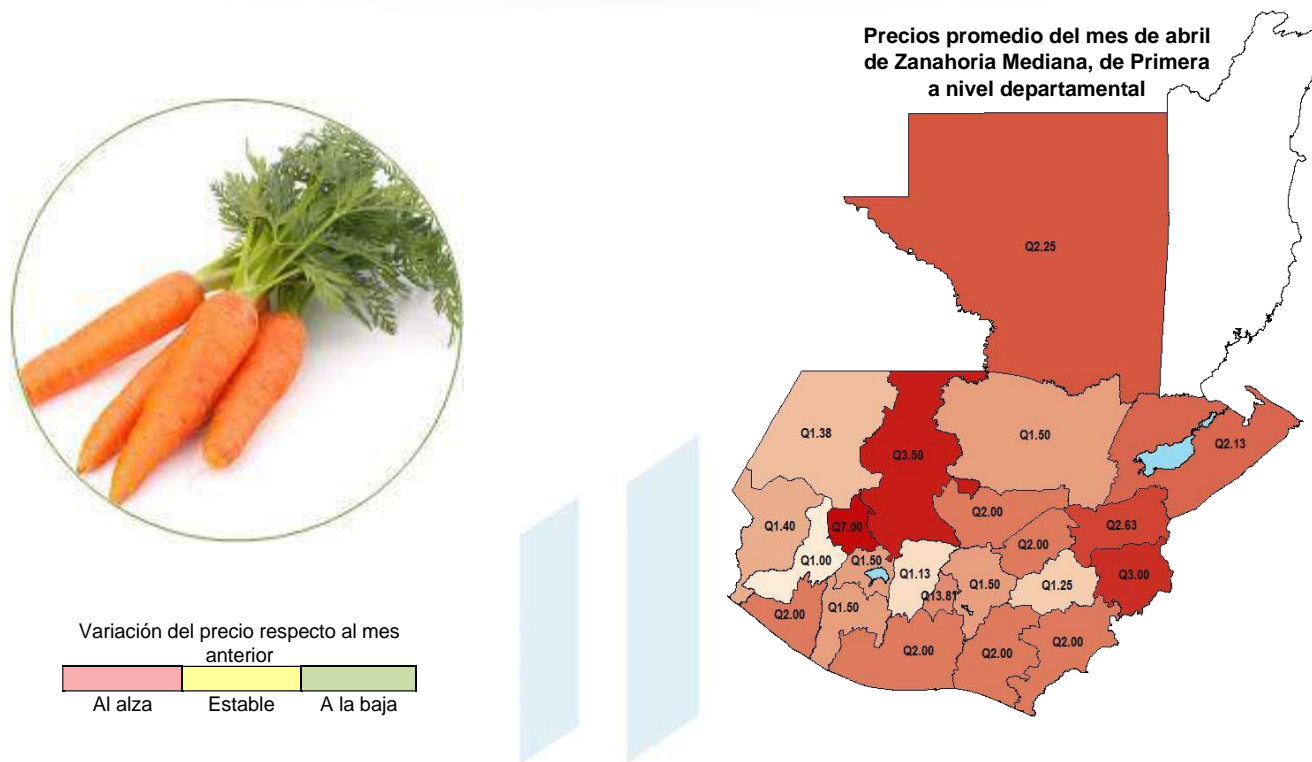 Precios promedio del mes de abril
de Zanahoria Mediana, de Primera
a nivel departamental
Q2.25
Q1.38
Q3.50
Q1.50
Q2.13
Q1.40
Q7.00
Q2.00
Q2.63
Q1.00
Q1.50
Q2.00
Q1.13
Q1.50
Q1.25
Q3.00
Q13.81
Q2.00
Q1.50
Q2.00
Q2.00
Q2.00
Variación del precio respecto al mes
anterior
Al alza Estable A la baja